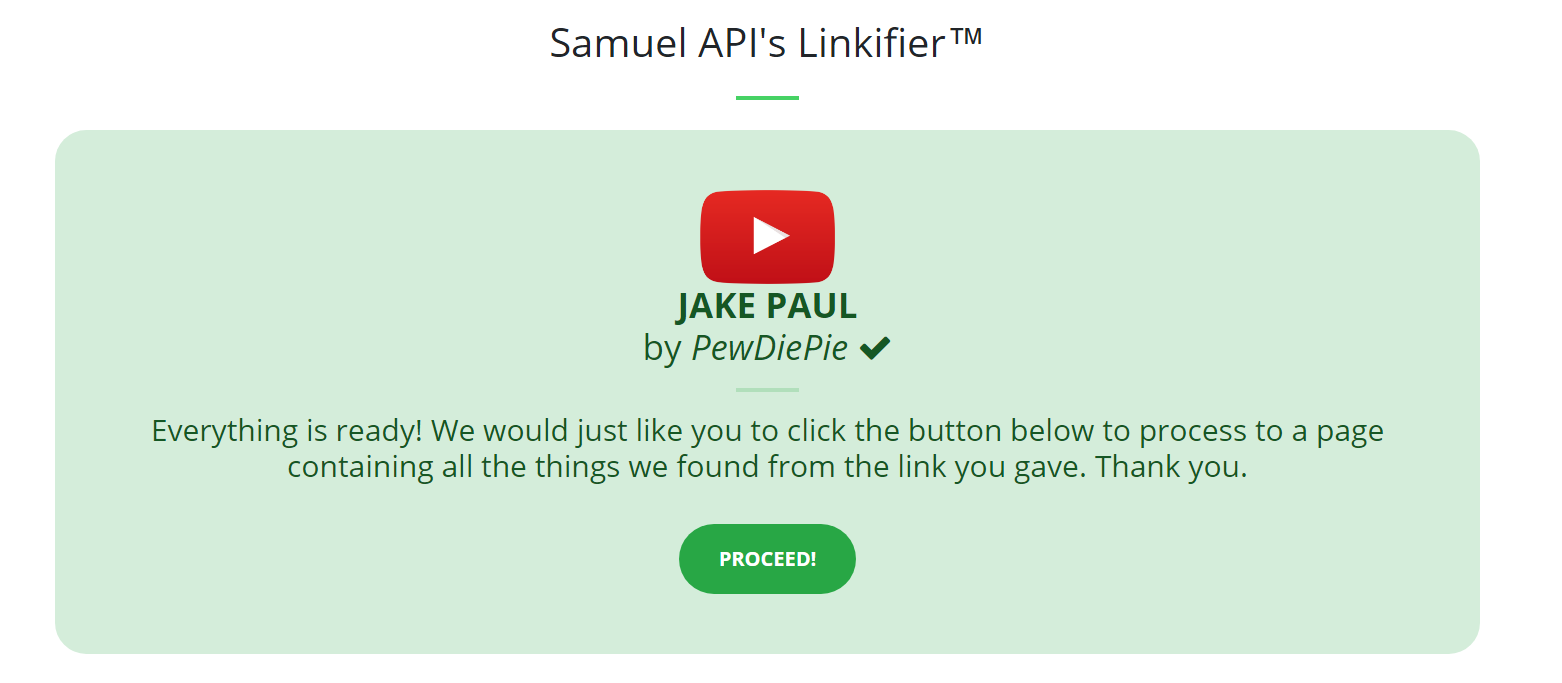 Samuel API's Linkifier™
JAKE PAUL
by PewDiePie ✔
Everything is ready! We would just like you to click the button below to process to a page
containing all the things we found from the link you gave. Thank you.
PROCEED!